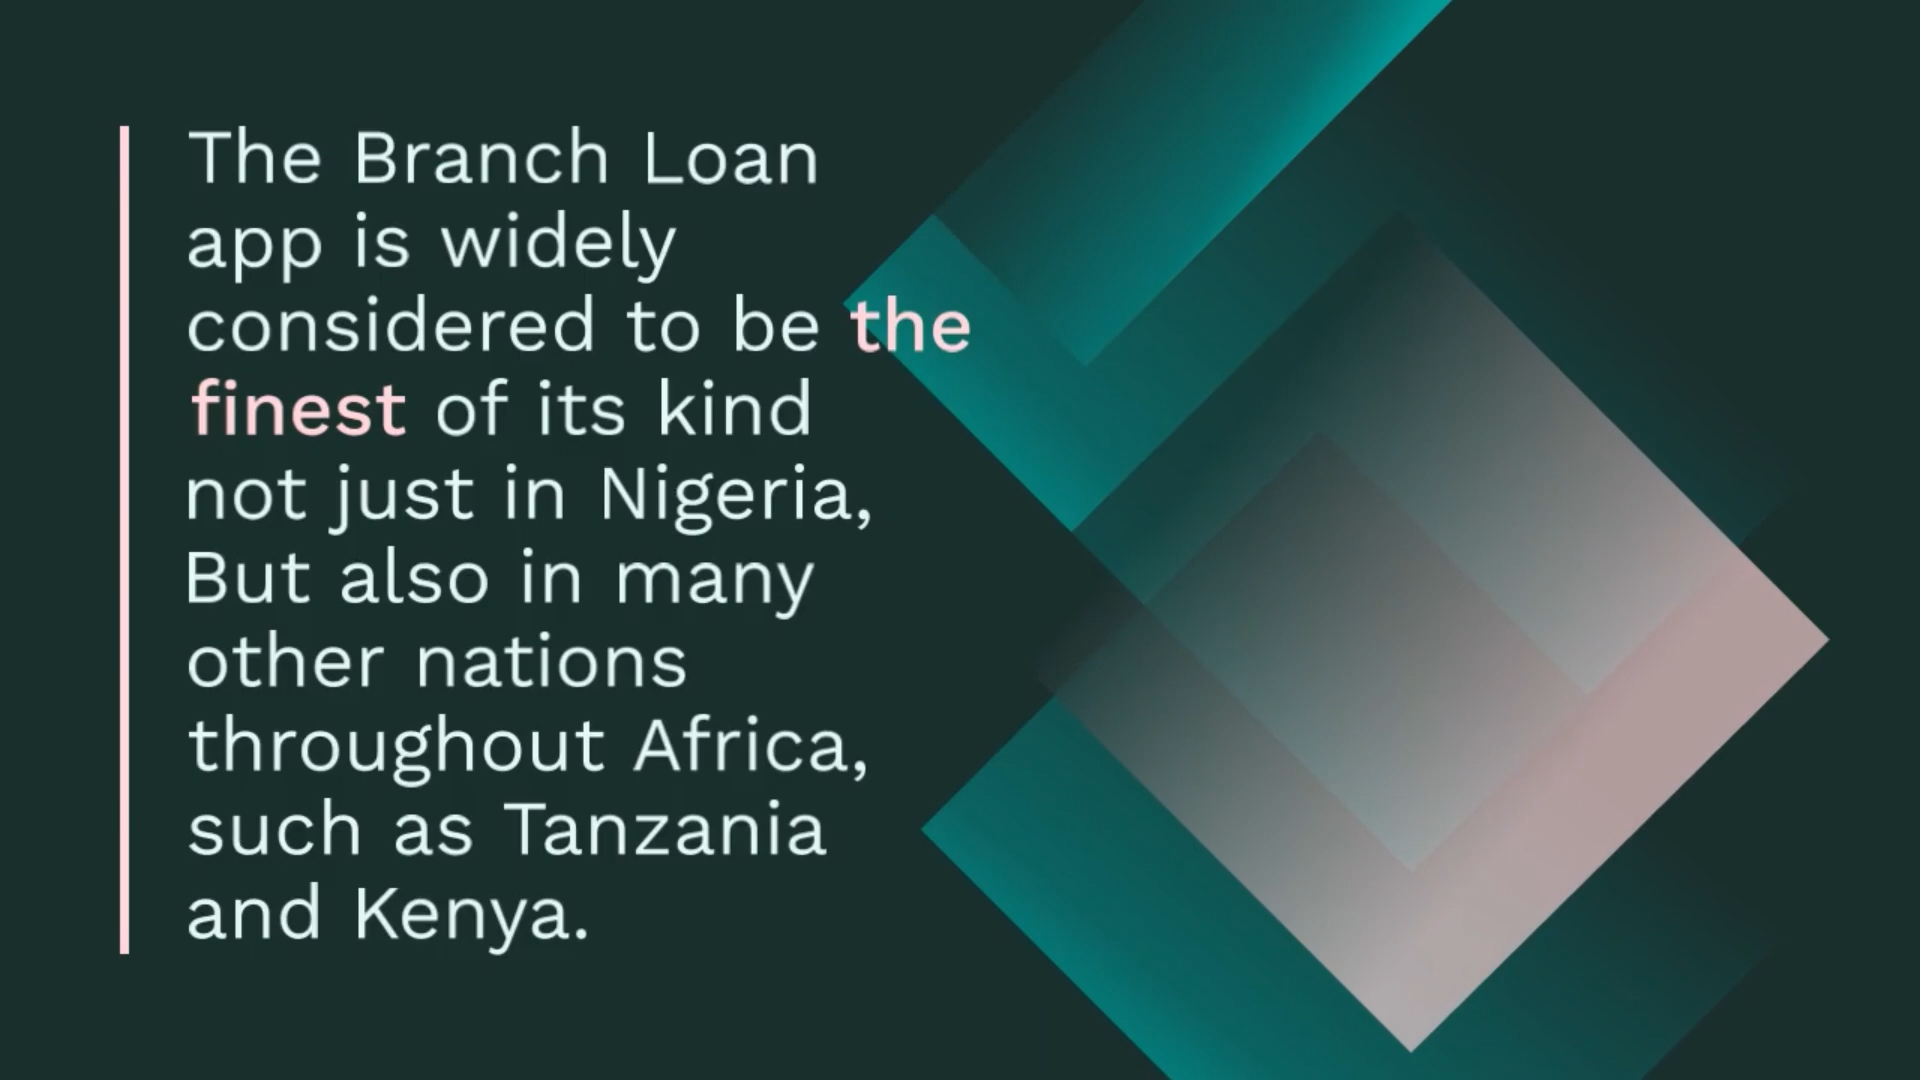 The Branch Loan
app is widely
considered to be the
finest of its kind
not just in Nigeria,
But also in many
other nations
throughout Africa,
such as Tanzania
and Kenya.